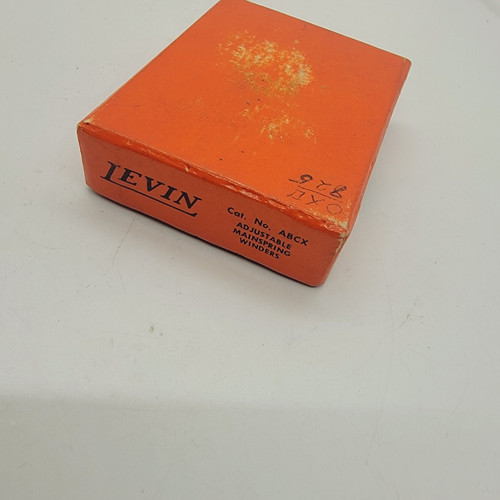 LEVIN
Cat. No. ABCX
ADJUSTABLE
MAINSPRING
WINDERS